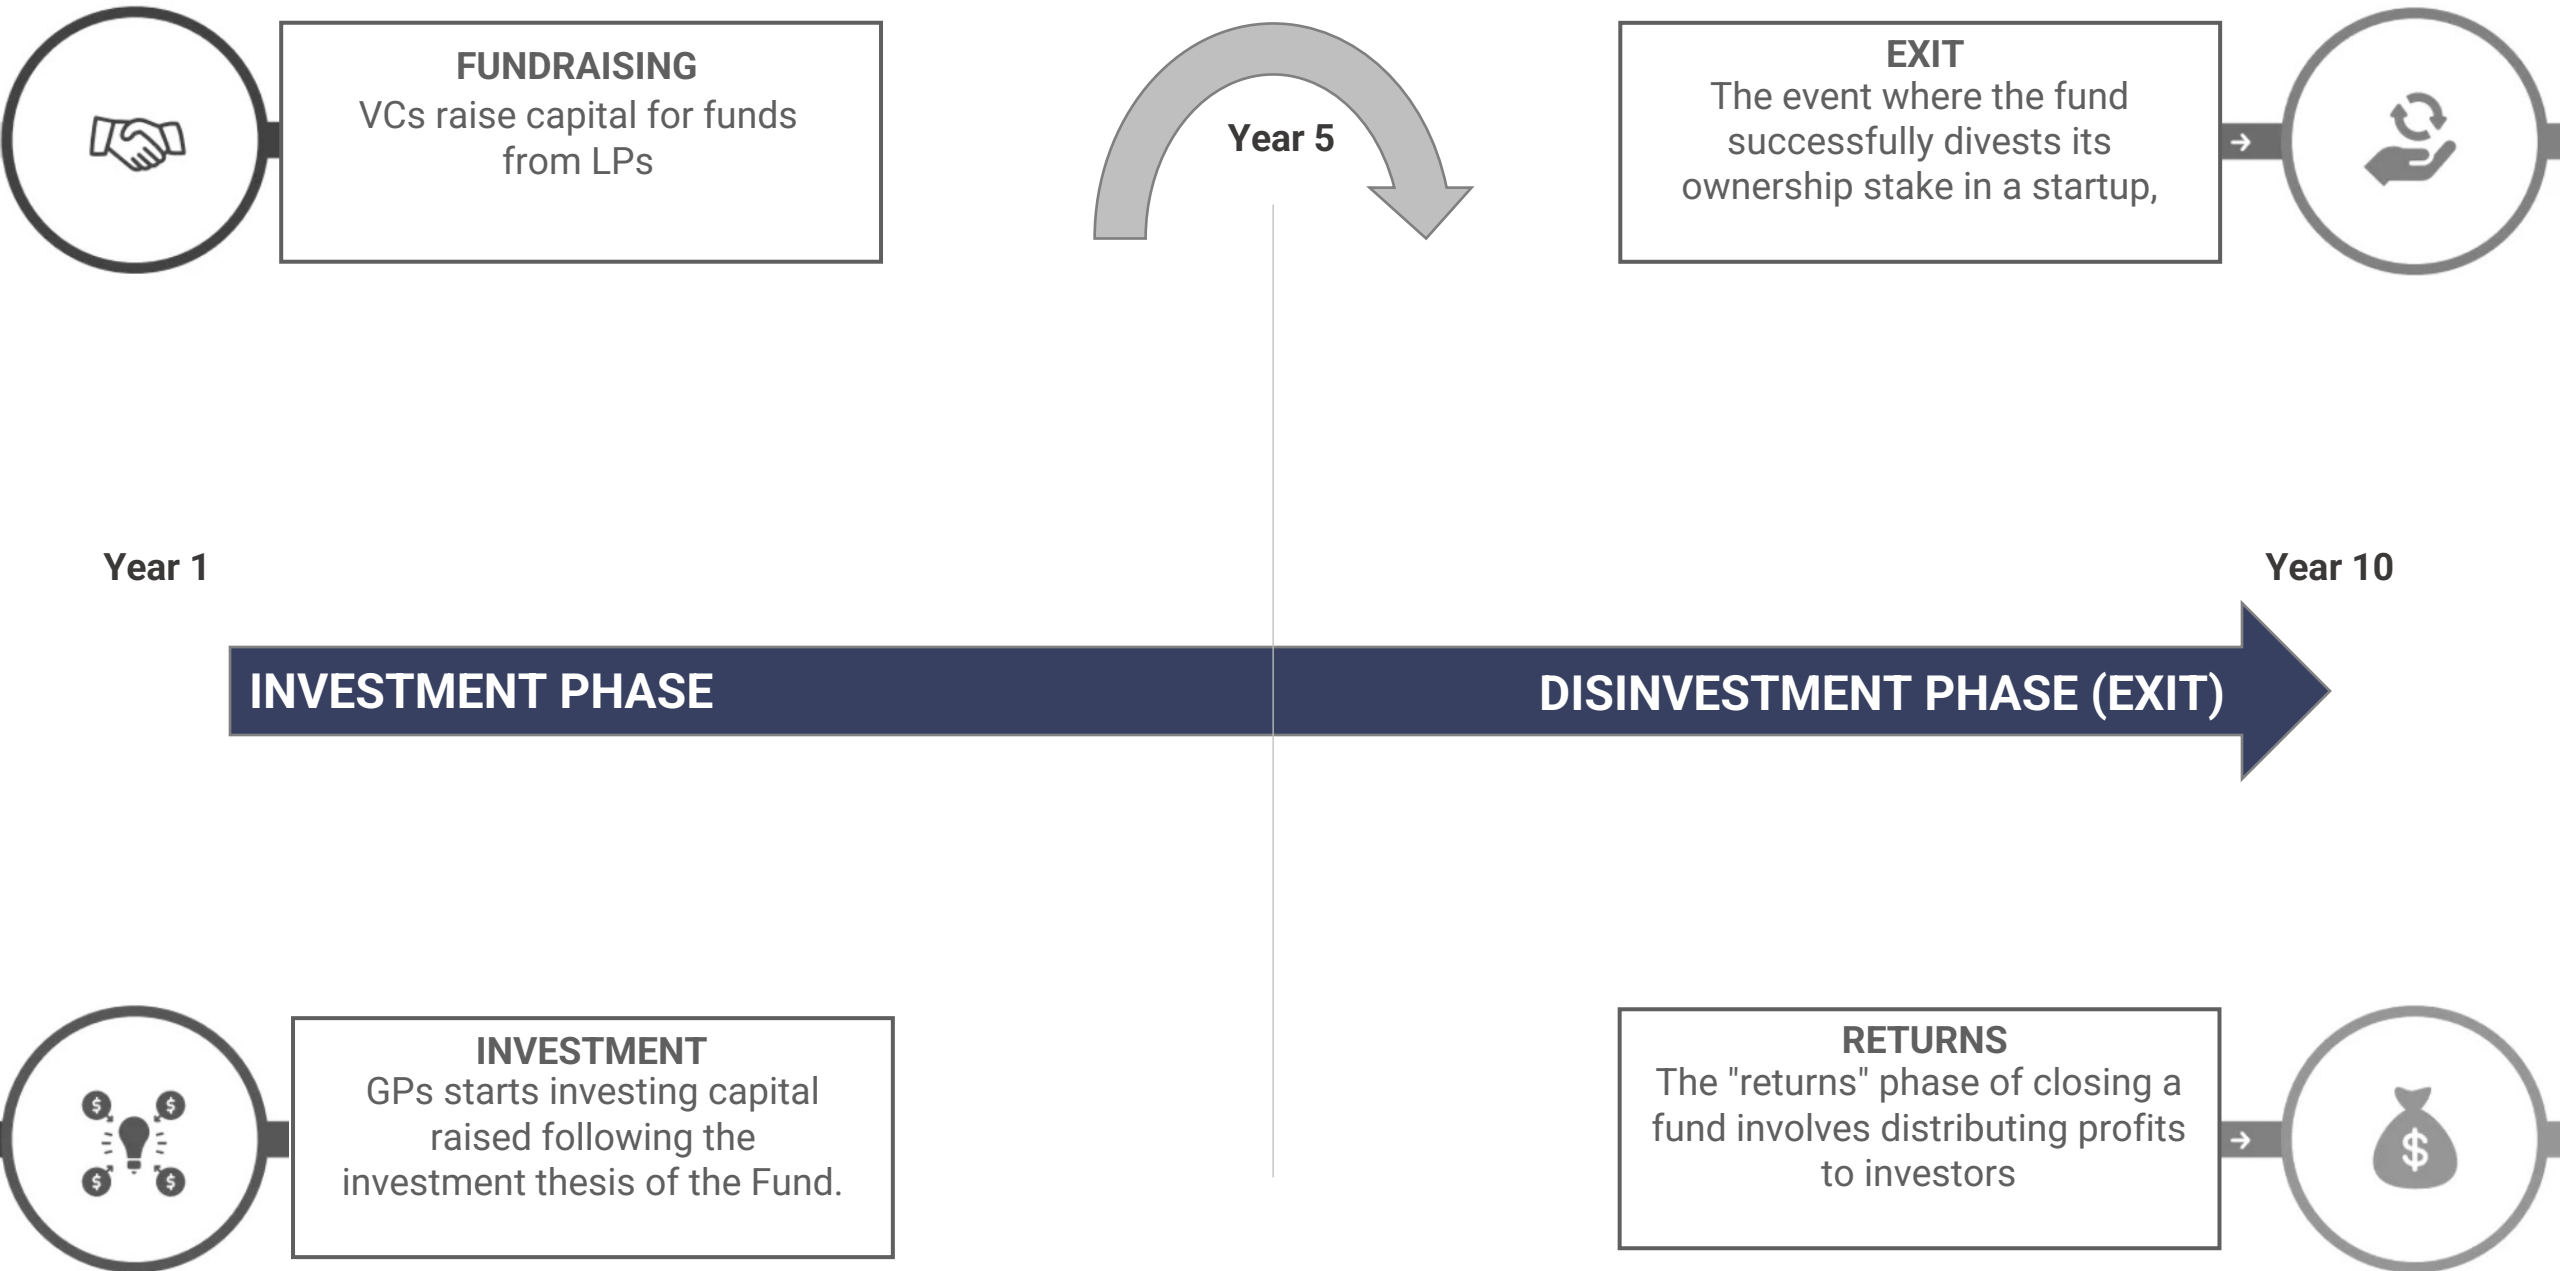 FUNDRAISING
VCs raise capital for funds
from LPs
Year 5
EXIT
The event where the fund
successfully divests its
ownership stake in a startup,
Year 1
Year 10
INVESTMENT PHASE
DISINVESTMENT PHASE (EXIT)
INVESTMENT
GPs starts investing capital
raised following the
investment thesis of the Fund.
RETURNS
The "returns" phase of closing a
fund involves distributing profits
to investors
$
$
$
$
$